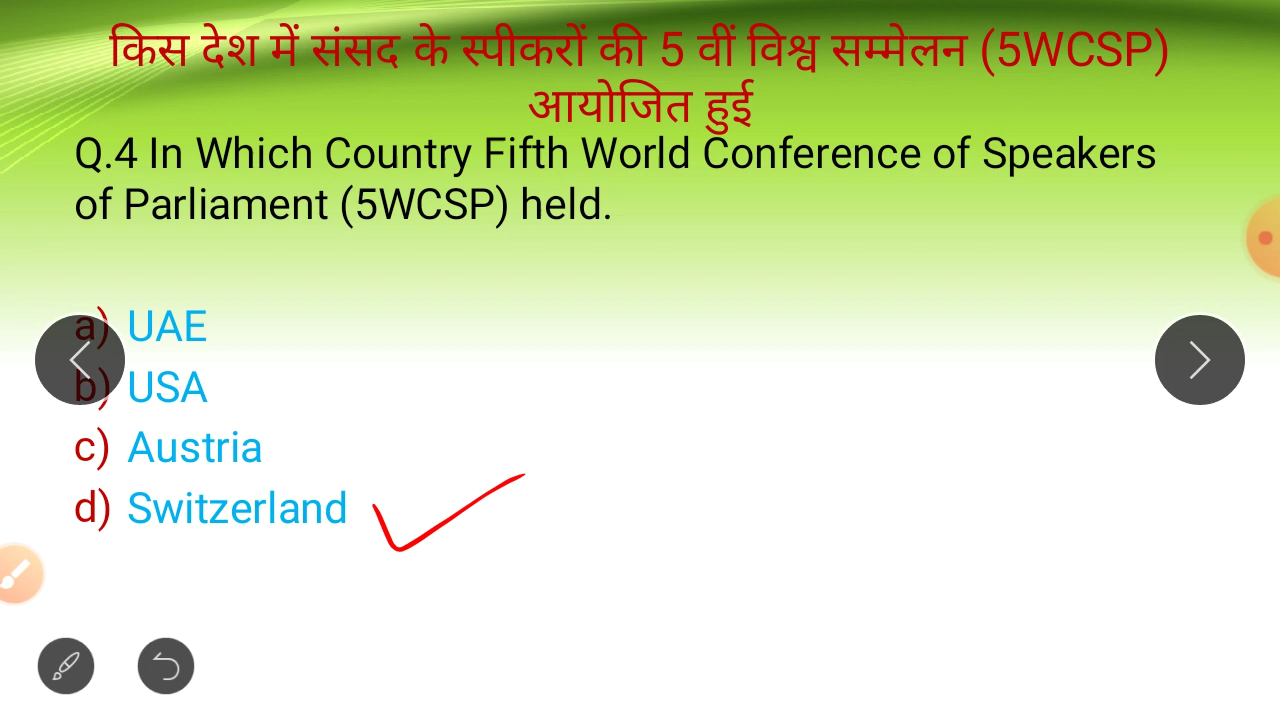 किस देश में संसद के स्पीकरों की 5 वीं विश्व सम्मेलन (5WCSP)
आयोजित हुई
Q.4 In Which Country Fifth World Conference of Speakers
of Parliament (5WCSP) held.
a) UAE
b) USA
c) Austria
d) Switzerland